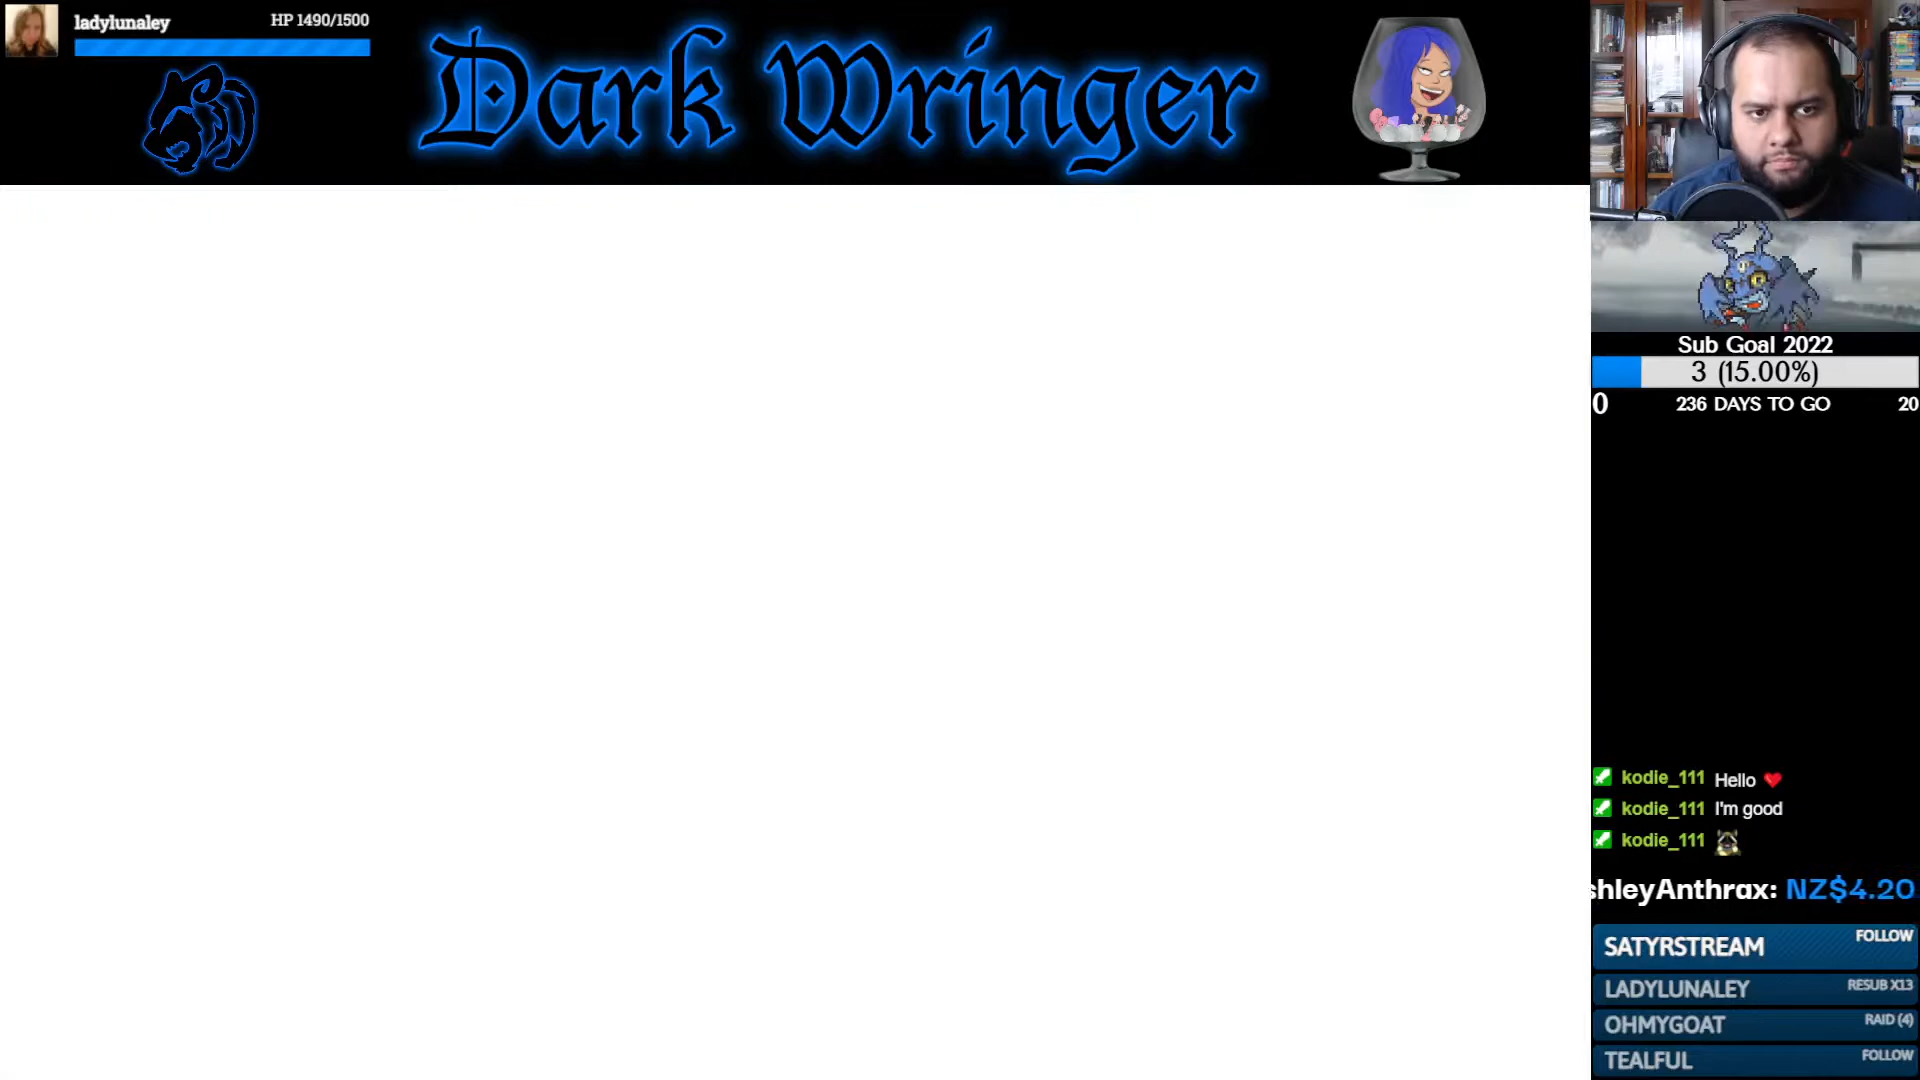 ladylunaley HP 1490/1500
Dark Wringer
Sub Goal 2022
3 (15.00%)
0 236 DAYS TO GO 20
kodie_111 Hello
kodie_111 I'm good
kodie_111
shleyAnthrax: NZ$4.20
SATYRSTREAM FOLLOW
LADYLUNALEY RESUB X13
OHMYGOAT RAID (4)
TEALFUL FOLLOW